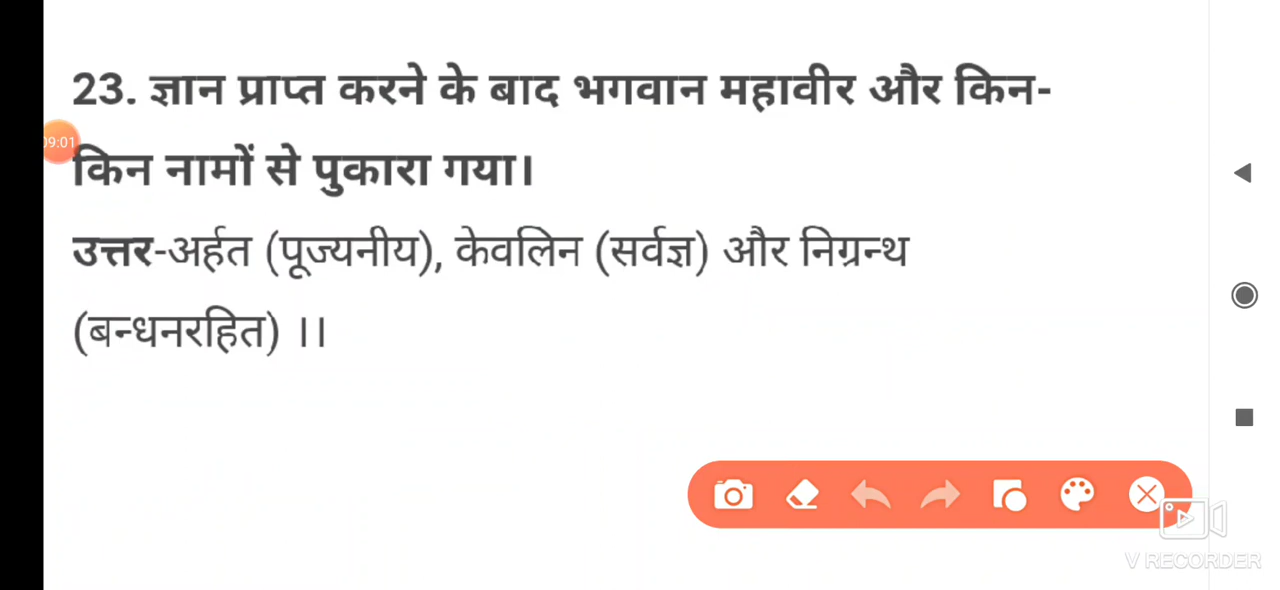 23. ज्ञान प्राप्त करने के बाद भगवान महावीर और किन-
09:01
किन नामों से पुकारा गया।
उत्तर-अर्हत (पूज्यनीय), केवलिन (सर्वज्ञ) और निग्रन्थ
(बन्धनरहित) ।।
V RECORDER